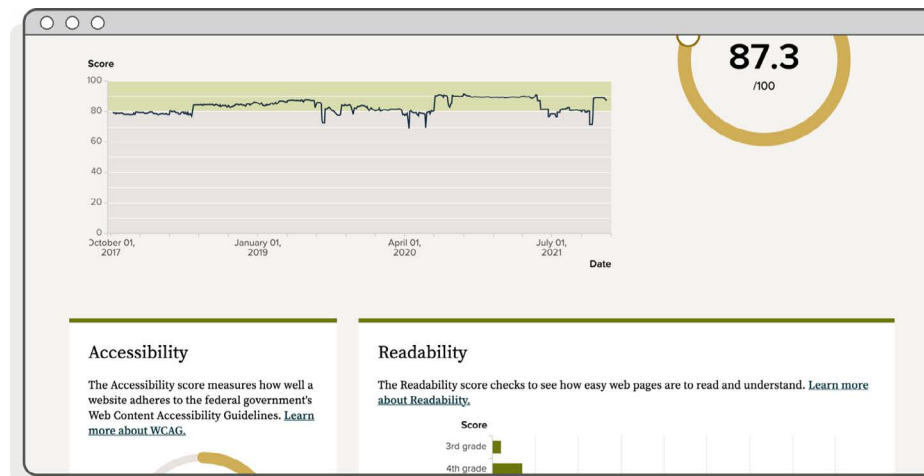 Score
100
80
60
40
20
0
October 01,
2017
January 01,
2019
April 01,
2020
July 01,
2021
Date
87.3
/100
Accessibility
The Accessibility score measures how well a
website adheres to the federal government's
Web Content Accessibility Guidelines. Learn
more about WCAG.
Readability
The Readability score checks to see how easy web pages are to read and understand. Learn more
about Readability.
Score
3rd grade
4th grade